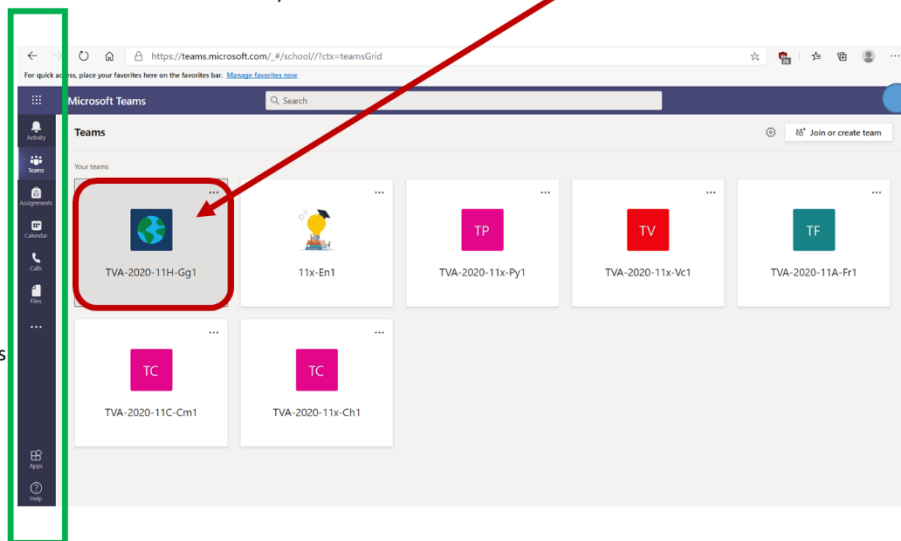 https://teams.microsoft.com/_#/school//?ctx=teamsGrid
26
For quick access, place your favorites here on the favorites bar. Manage favorites now
Microsoft Teams
Search
Activity
Teams
Join or create team
Teams
Your teams
Assignments
Calendar
Calls
Files
TVA-2020-11H-Gg1
11x-En1
TP
TVA-2020-11x-Py1
TV
TVA-2020-11x-Vc1
TF
TVA-2020-11A-Fr1
s
TC
TVA-2020-11C-Cm1
TC
TVA-2020-11x-Ch1
Apps
Help